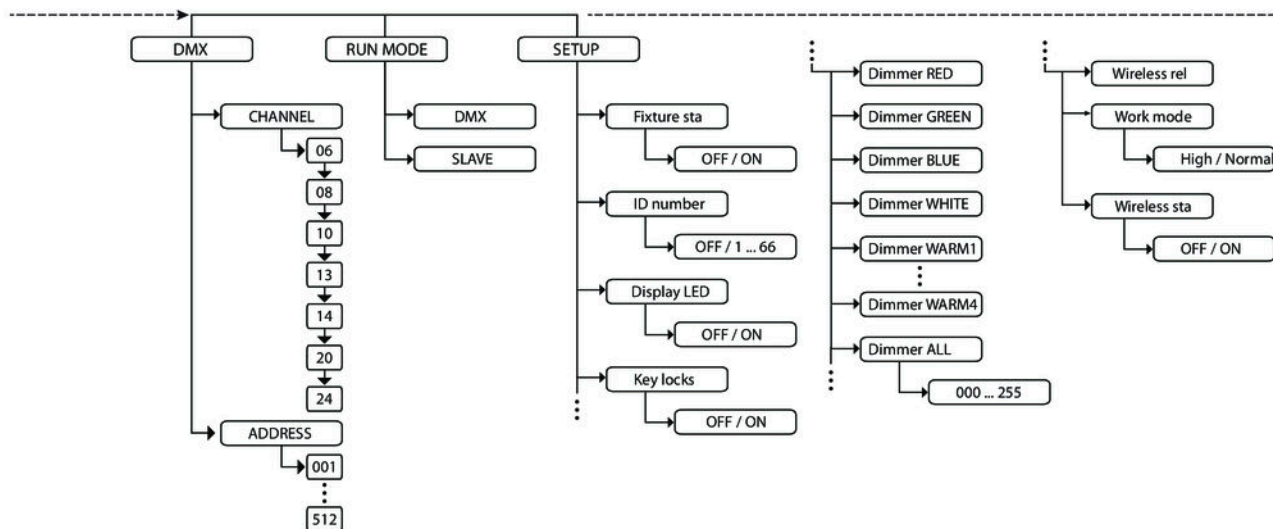 DMX
RUN MODE
SETUP
CHANNEL
06
08
10
13
14
20
24
ADDRESS
001
512
DMX
SLAVE
Fixture sta
OFF / ON
ID number
OFF / 1 ... 66
Display LED
OFF / ON
Key locks
OFF / ON
Dimmer RED
Dimmer GREEN
Dimmer BLUE
Dimmer WHITE
Dimmer WARM1
Dimmer WARM4
Dimmer ALL
000 ... 255
Wireless rel
Work mode
High / Normal
Wireless sta
OFF / ON